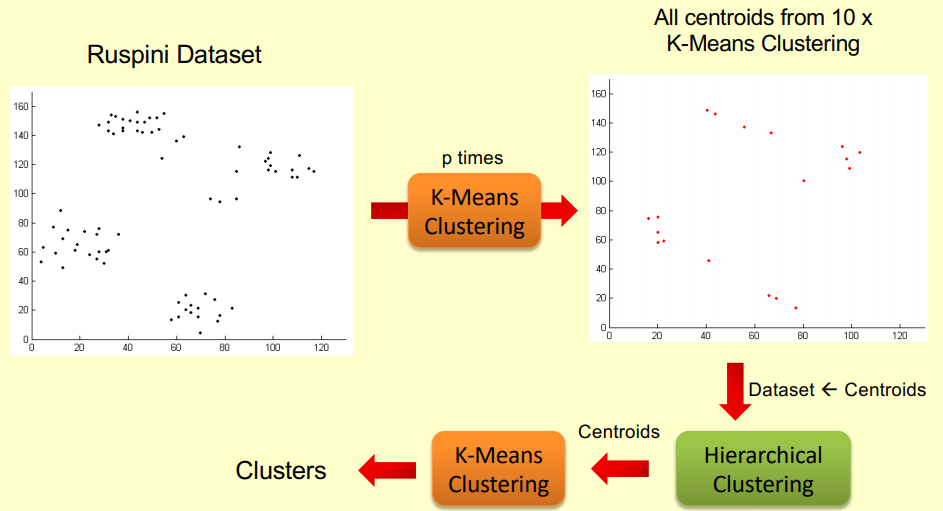 All centroids from 10 x
K-Means Clustering
Ruspini Dataset
160
140
120
100
80
60
40
20
0
0 20 40 60 80 100 120
p times
K-Means
Clustering
160
140
120
100
80
60
40
20
0
0 20 40 60 80 100 120
Dataset ← Centroids
Hierarchical
Clustering
Centroids
K-Means
Clustering
Clusters